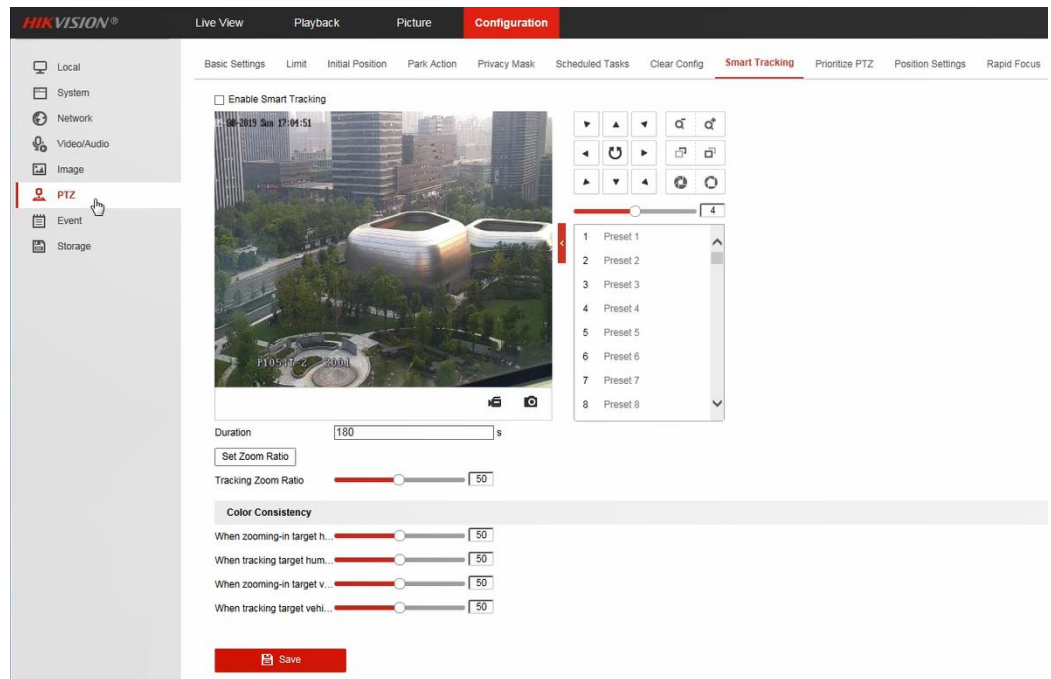 HIKVISION®
Live View Playback Picture Configuration
Local
System
Network
Video/Audio
Image
PTZ
Event
Storage
Basic Settings Limit Initial Position Park Action Privacy Mask Scheduled Tasks Clear Config Smart Tracking Prioritize PTZ Position Settings Rapid Focus
Enable Smart Tracking
2019 Sun 17:04:51
2001
4
1 Preset 1
2 Preset 2
3 Preset 3
4 Preset 4
5 Preset 5
6 Preset 6
7 Preset 7
8 Preset 8
Duration 180 s
Set Zoom Ratio
Tracking Zoom Ratio 50
Color Consistency
When zooming-in target h... 50
When tracking target hum... 50
When zooming-in target v... 50
When tracking target vehi... 50
Save